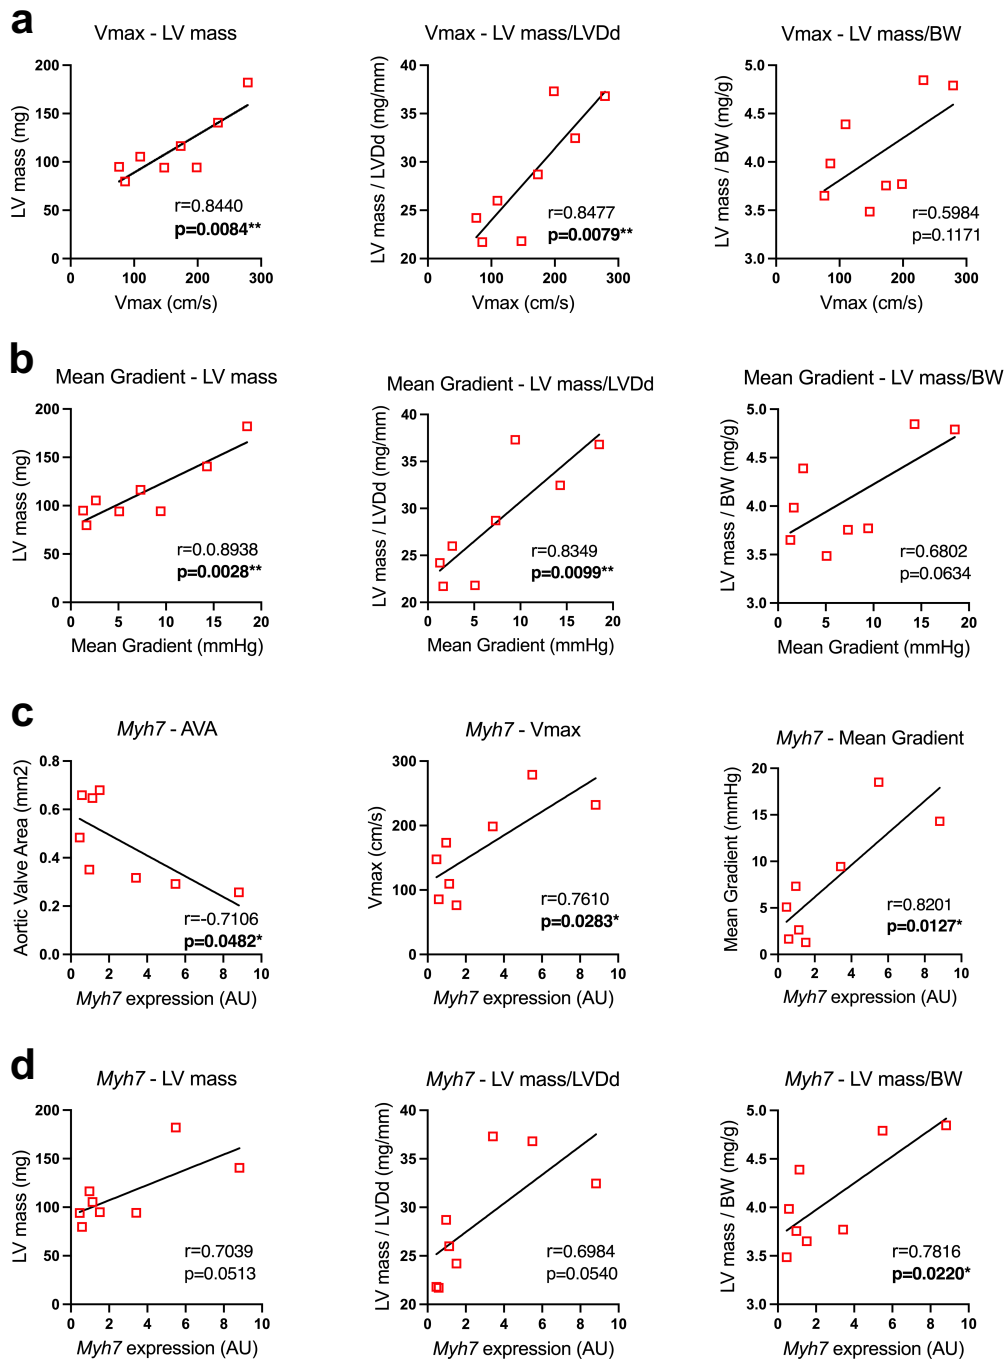 a
Vmax - LV mass
200
150
100
50
0
LV mass (mg)
r=0.8440
p=0.0084**
0 100 200 300
Vmax (cm/s)
Vmax - LV mass/LVDd
40
35
30
25
20
LV mass / LVDd (mg/mm)
r=0.8477
p=0.0079**
0 100 200 300
Vmax (cm/s)
Vmax - LV mass/BW
5.0
4.5
4.0
3.5
3.0
LV mass / BW (mg/g)
r=0.5984
p=0.1171
0 100 200 300
Vmax (cm/s)
b
Mean Gradient - LV mass
200
150
100
50
0
LV mass (mg)
r=0.0.8938
p=0.0028**
0 5 10 15 20
Mean Gradient (mmHg)
Mean Gradient - LV mass/LVDd
40
35
30
25
20
LV mass / LVDd (mg/mm)
r=0.8349
p=0.0099**
0 5 10 15 20
Mean Gradient (mmHg)
Mean Gradient - LV mass/BW
5.0
4.5
4.0
3.5
3.0
LV mass / BW (mg/g)
r=0.6802
p=0.0634
0 5 10 15 20
Mean Gradient (mmHg)
c
Myh7 - AVA
0.8
0.6
0.4
0.2
0.0
Aortic Valve Area (mm2)
r=-0.7106
p=0.0482*
0 2 4 6 8 10
Myh7 expression (AU)
Myh7 - Vmax
300
200
100
0
Vmax (cm/s)
r=0.7610
p=0.0283*
0 2 4 6 8 10
Myh7 expression (AU)
Myh7 - Mean Gradient
20
15
10
5
0
Mean Gradient (mmHg)
r=0.8201
p=0.0127*
0 2 4 6 8 10
Myh7 expression (AU)
d
Myh7 - LV mass
200
150
100
50
0
LV mass (mg)
r=0.7039
p=0.0513
0 2 4 6 8 10
Myh7 expression (AU)
Myh7 - LV mass/LVDd
40
35
30
25
20
LV mass / LVDd (mg/mm)
r=0.6984
p=0.0540
0 2 4 6 8 10
Myh7 expression (AU)
Myh7 - LV mass/BW
5.0
4.5
4.0
3.5
3.0
LV mass / BW (mg/g)
r=0.7816
p=0.0220*
0 2 4 6 8 10
Myh7 expression (AU)